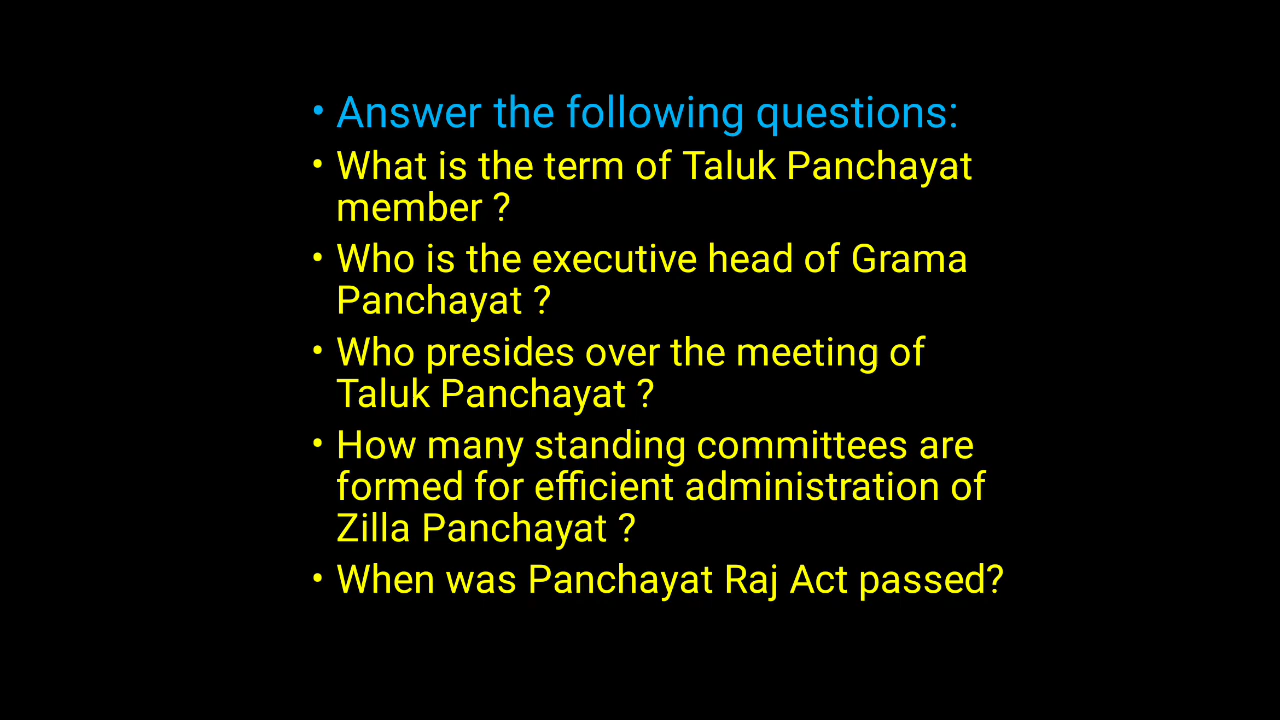 • Answer the following questions:
• What is the term of Taluk Panchayat
member ?
• Who is the executive head of Grama
Panchayat ?
• Who presides over the meeting of
Taluk Panchayat ?
• How many standing committees are
formed for efficient administration of
Zilla Panchayat ?
• When was Panchayat Raj Act passed?